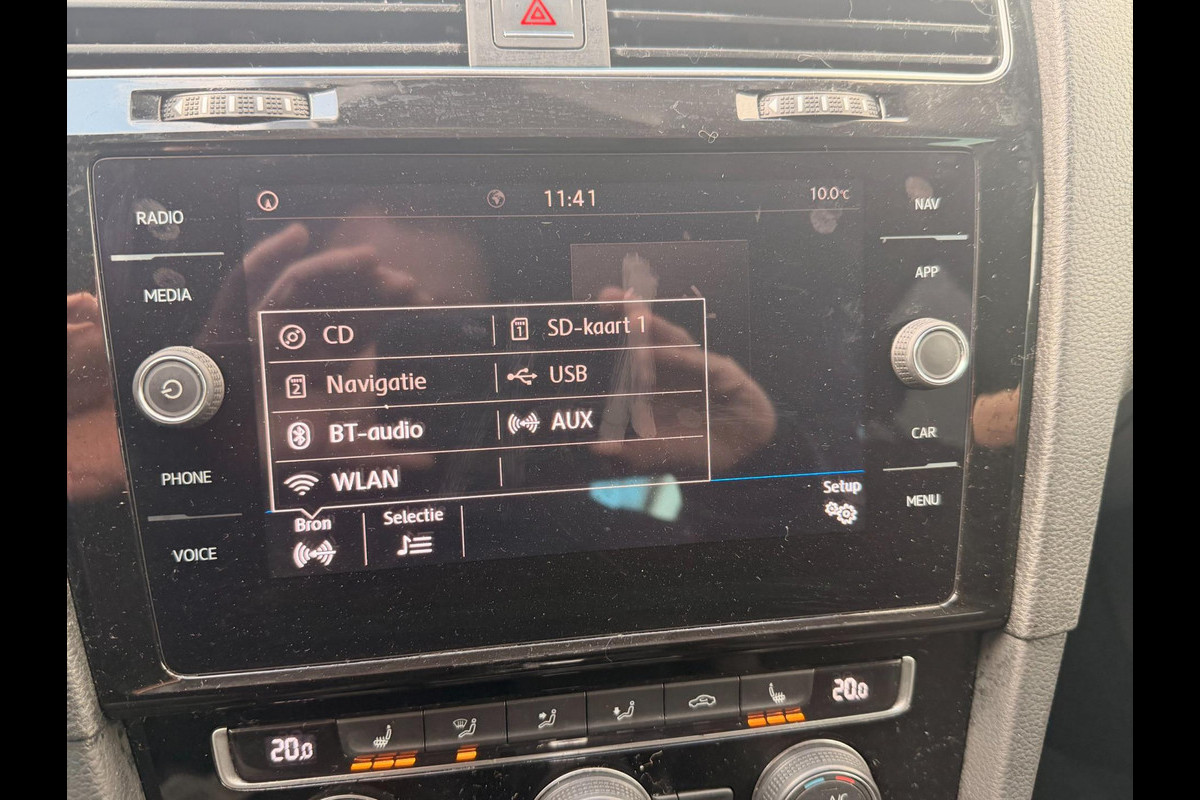 11:41
10.0°C
RADIO
MEDIA
PHONE
VOICE
CD
SD-kaart 1
Navigatie
USB
BT-audio
AUX
WLAN
Bron
Selectie
Setup
NAV
APP
CAR
MENU
20.0
20.0
A/C